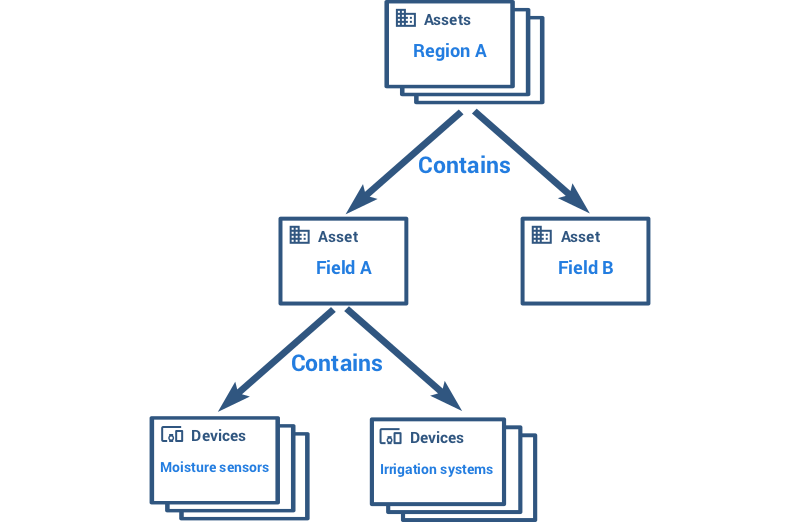 Assets
Region A
Contains
Asset
Field A
Asset
Field B
Contains
Devices
Moisture sensors
Devices
Irrigation systems